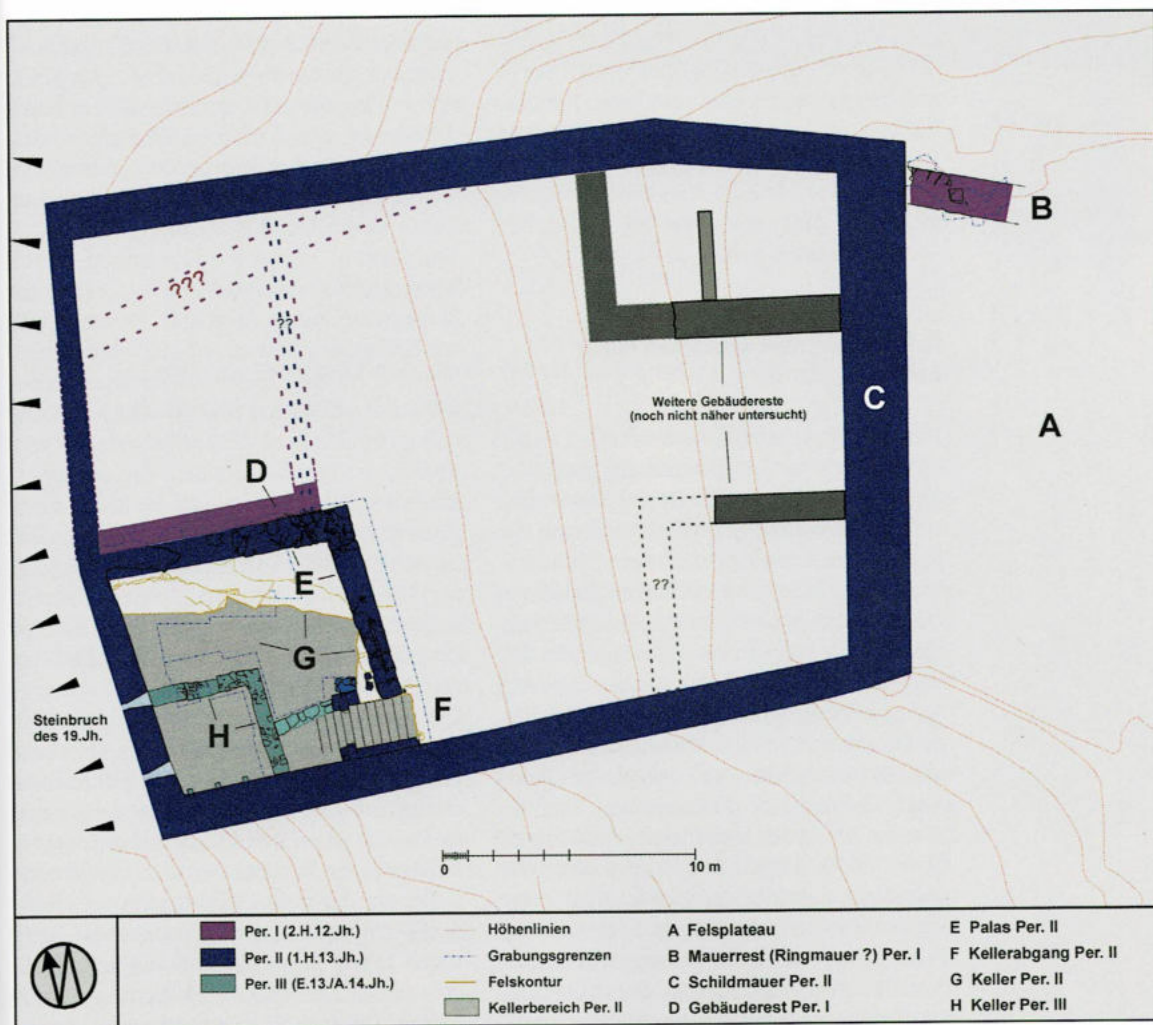 ???
B
??
Weitere Gebäudereste
(noch nicht näher untersucht)
C
A
D
E
??
G
F
H
Steinbruch
des 19.Jh.
0
10 m
Per. I (2.H.12.Jh.)
Per. II (1.H.13.Jh.)
Per. III (E.13./A.14.Jh.)
Höhenlinien
Grabungsgrenzen
Felskontur
Kellerbereich Per. II
A Felsplateau
B Mauerrest (Ringmauer ?) Per. I
C Schildmauer Per. II
D Gebäuderest Per. I
E Palas Per. II
F Kellerabgang Per. II
G Keller Per. II
H Keller Per. III